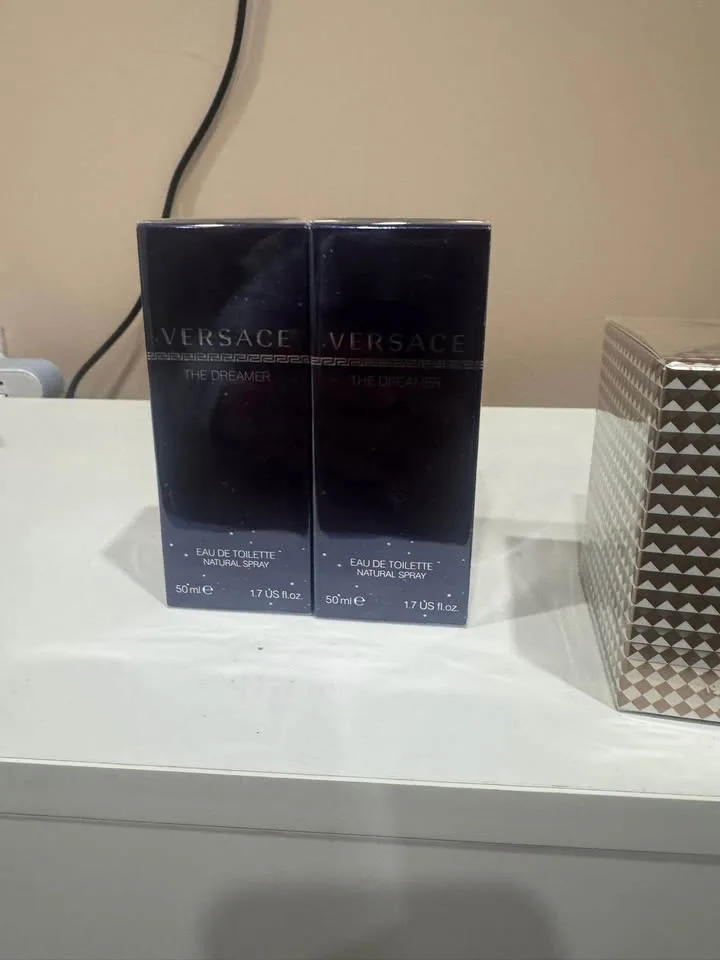 VERSACE
THE DREAMER
EAU DE TOILETTE
NATURAL SPRAY
50 ml e 1.7 US fl.oz.
VERSACE
THE DREAMER
EAU DE TOILETTE
NATURAL SPRAY
50 ml e 1.7 US fl.oz.